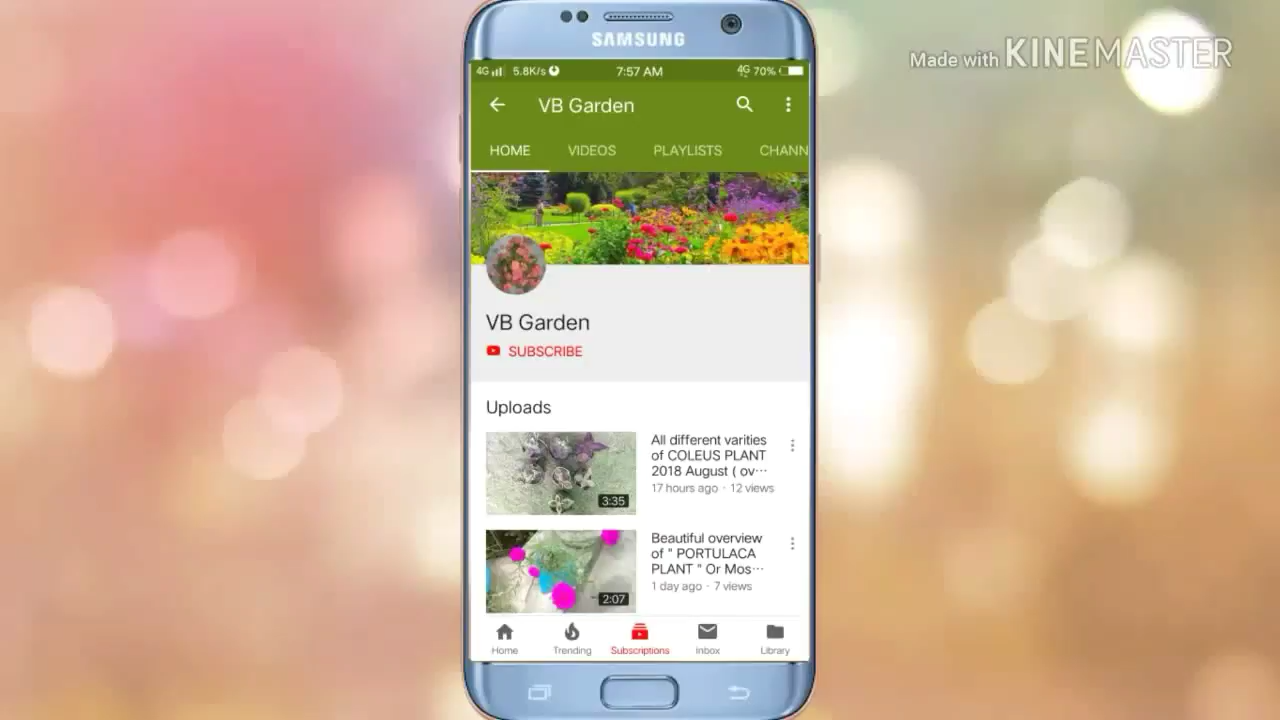 Made with KINEMASTER
SAMSUNG
4G 5.8K/s 7:57 AM 4G 70%
VB Garden
HOME VIDEOS PLAYLISTS CHANN
VB Garden
SUBSCRIBE
Uploads
All different varities
of COLEUS PLANT
2018 August ( ov···
17 hours ago · 12 views
3:35
Beautiful overview
of " PORTULACA
PLANT " Or Mos···
1 day ago · 7 views
2:07
Home Trending Subscriptions Inbox Library